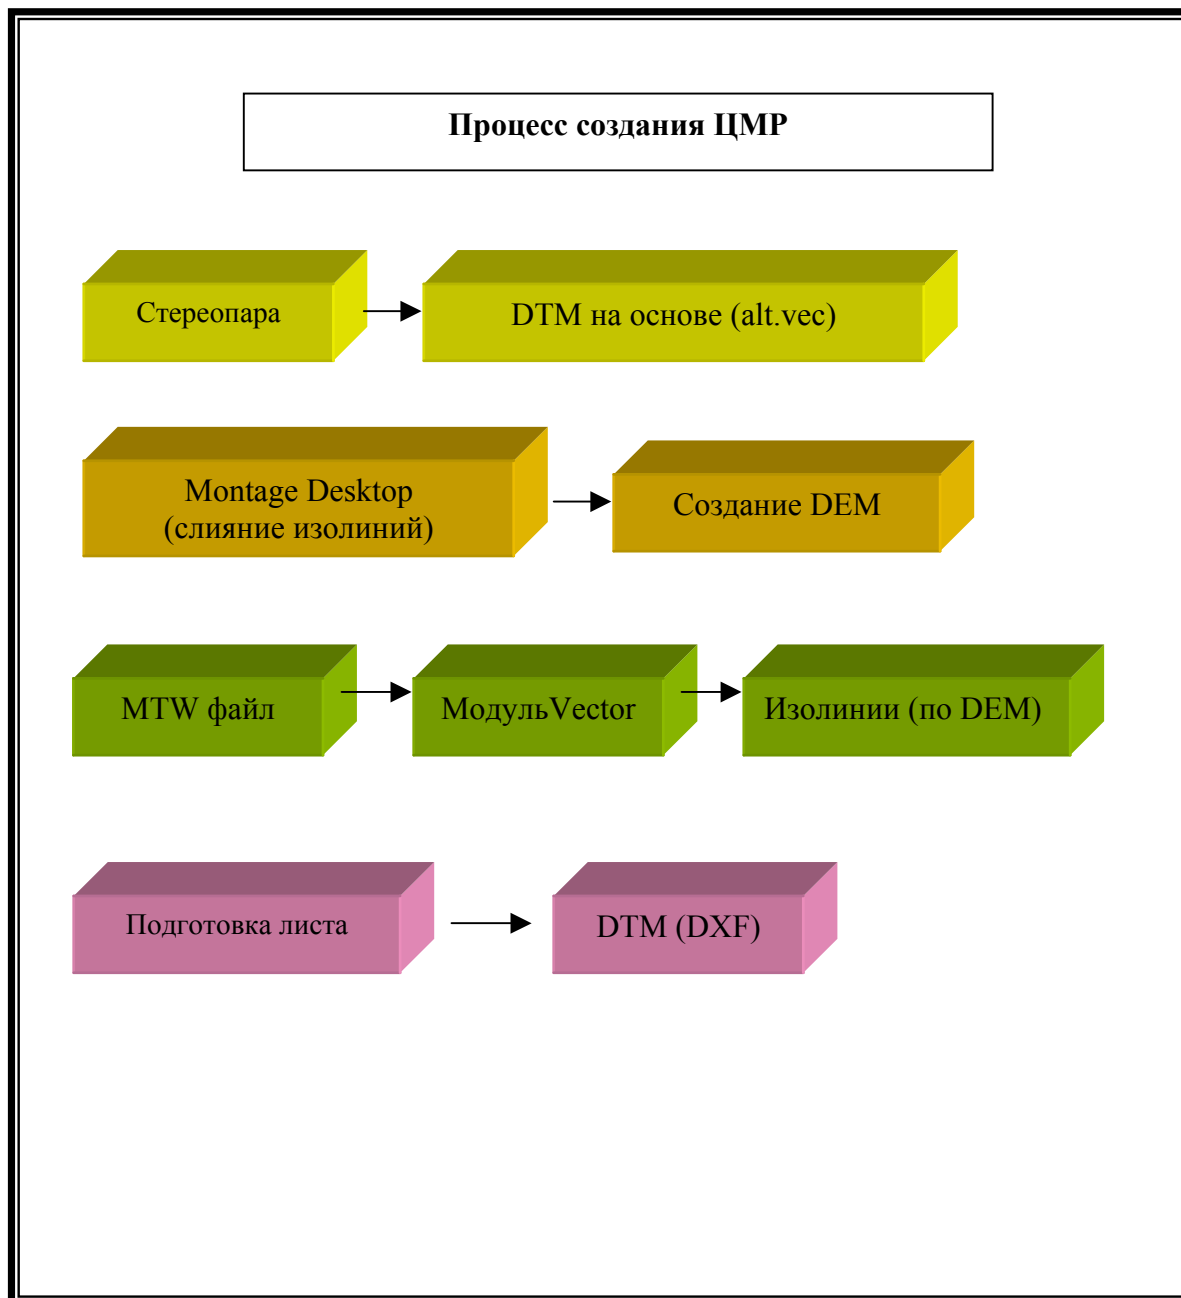 Процесс создания ЦМР
Стереопара
DTM на основе (alt.vec)
Montage Desktop
(слияние изолиний)
Создание DEM
MTW файл
МодульVector
Изолинии (по DEM)
Подготовка листа
DTM (DXF)